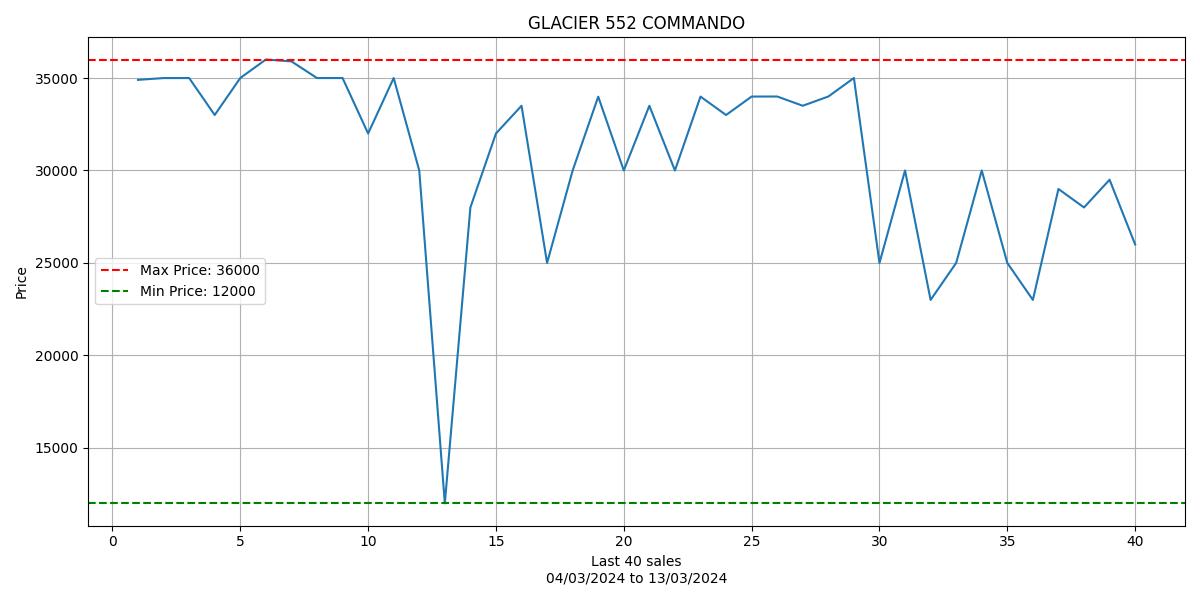 GLACIER 552 COMMANDO
Price
35000
30000
25000
20000
15000
Max Price: 36000
Min Price: 12000
0 5 10 15 20 25 30 35 40
Last 40 sales
04/03/2024 to 13/03/2024